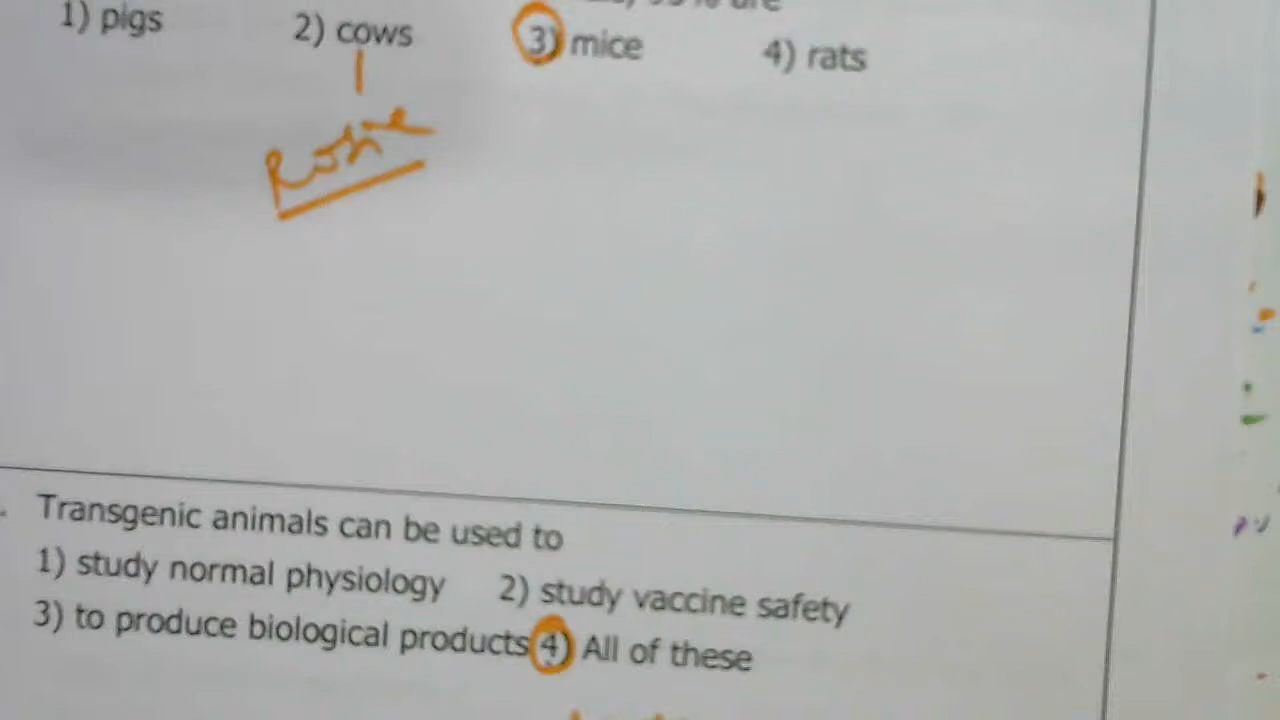 1) pigs 2) cows 3) mice 4) rats
Rosie
Transgenic animals can be used to
1) study normal physiology 2) study vaccine safety
3) to produce biological products 4) All of these